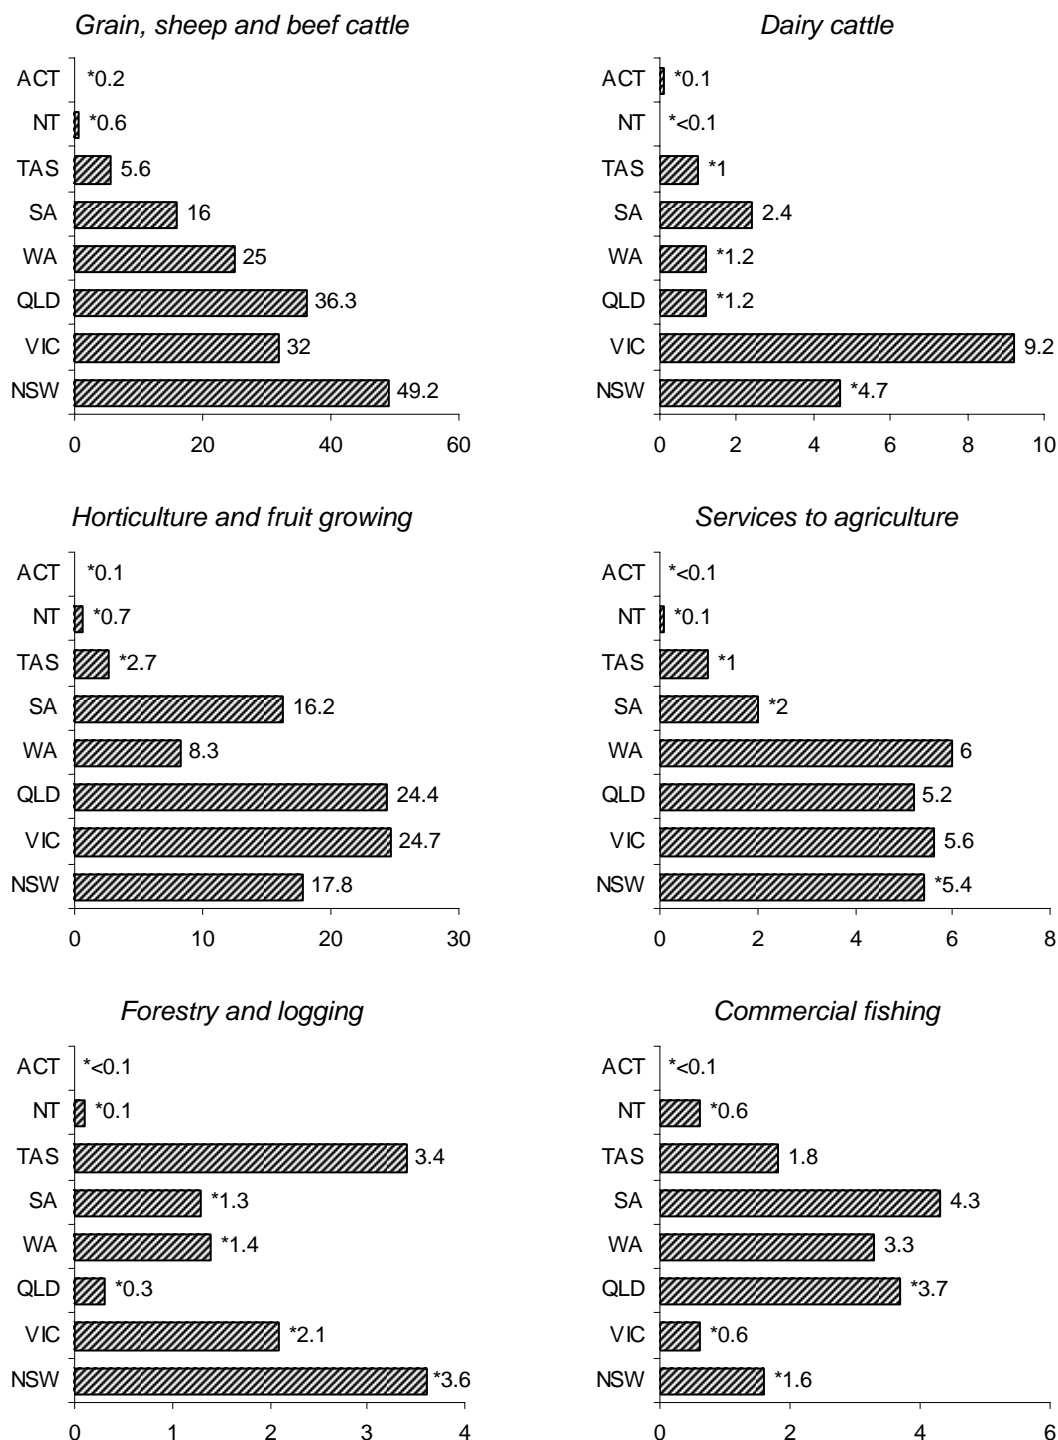 Grain, sheep and beef cattle
ACT *0.2
NT *0.6
TAS 5.6
SA 16
WA 25
QLD 36.3
VIC 32
NSW 49.2
0 20 40 60
Dairy cattle
ACT *0.1
NT *<0.1
TAS *1
SA 2.4
WA *1.2
QLD *1.2
VIC 9.2
NSW *4.7
0 2 4 6 8 10
Horticulture and fruit growing
ACT *0.1
NT *0.7
TAS *2.7
SA 16.2
WA 8.3
QLD 24.4
VIC 24.7
NSW 17.8
0 10 20 30
Services to agriculture
ACT *<0.1
NT *0.1
TAS *1
SA *2
WA 6
QLD 5.2
VIC 5.6
NSW *5.4
0 2 4 6 8
Forestry and logging
ACT *<0.1
NT *0.1
TAS 3.4
SA *1.3
WA *1.4
QLD *0.3
VIC *2.1
NSW *3.6
0 1 2 3 4
Commercial fishing
ACT *<0.1
NT *0.6
TAS 1.8
SA 4.3
WA 3.3
QLD *3.7
VIC *0.6
NSW *1.6
0 2 4 6